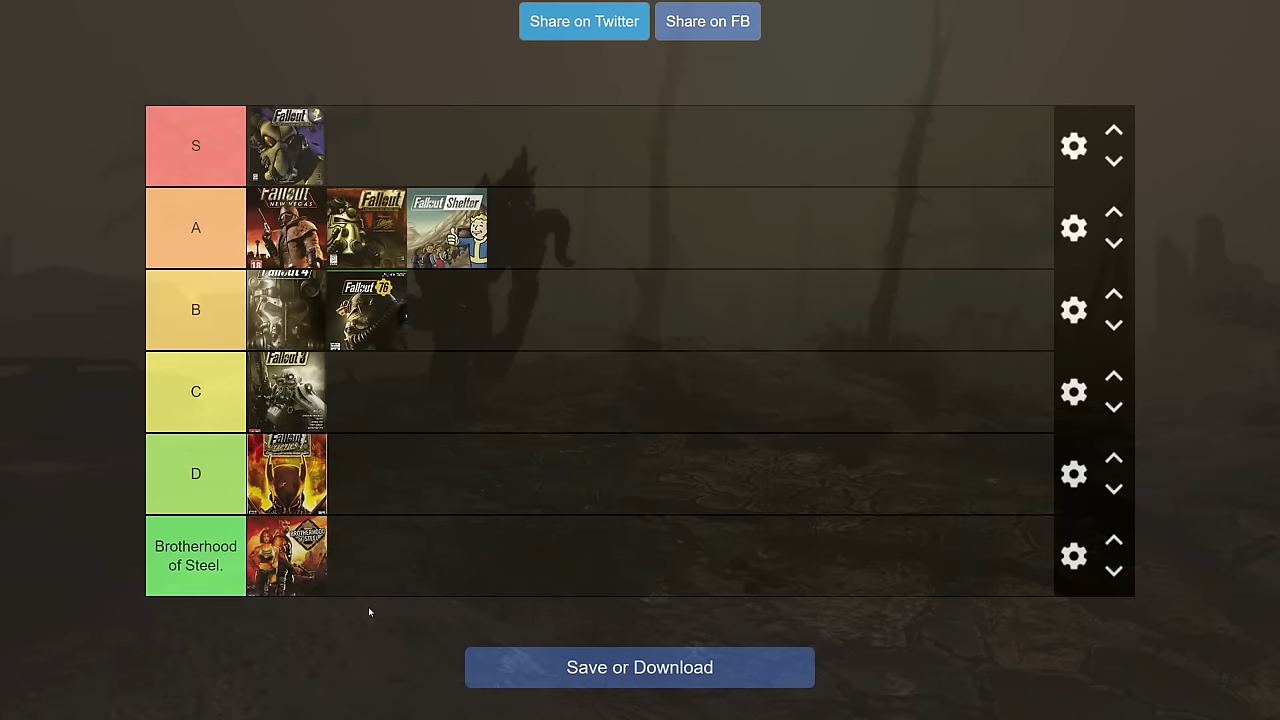 Share on Twitter Share on FB
S
Fallout 2
A
Fallout
NEW VEGAS
18
Fallout
Fallout Shelter
B
Fallout 4
Fallout 76
C
Fallout 3
D
Fallout
TACTICS
Brotherhood
of Steel.
BROTHERHOOD
OF STEEL
Save or Download